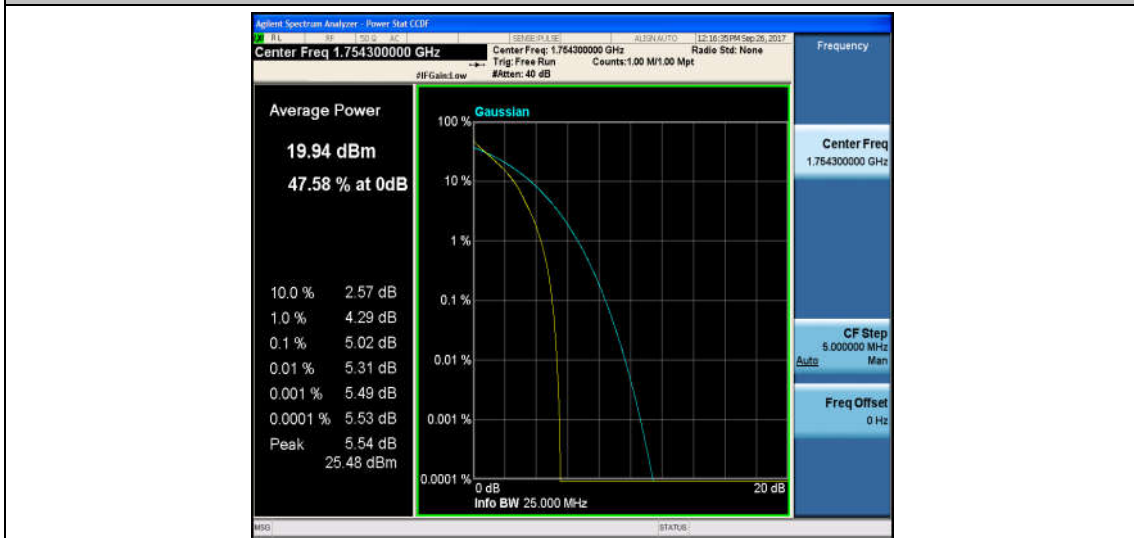 Agilent Spectrum Analyzer - Power Stat CCDF
RL RF 50 Ω AC SENSE:PULSE ALIGN AUTO 12:16:35 PM Sep 26, 2017
Center Freq 1.754300000 GHz
Center Freq: 1.754300000 GHz Radio Std: None
Trig: Free Run Counts:1.00 M/1.00 Mpt
#IFGain:Low #Atten: 40 dB
Frequency
Average Power
19.94 dBm
47.58 % at 0dB
10.0 % 2.57 dB
1.0 % 4.29 dB
0.1 % 5.02 dB
0.01 % 5.31 dB
0.001 % 5.49 dB
0.0001 % 5.53 dB
Peak 5.54 dB
25.48 dBm
Gaussian
100 %
10 %
1 %
0.1 %
0.01 %
0.001 %
0.0001 %
0 dB 20 dB
Info BW 25.000 MHz
Center Freq
1.754300000 GHz
CF Step
5.000000 MHz
Auto Man
Freq Offset
0 Hz
MSG STATUS